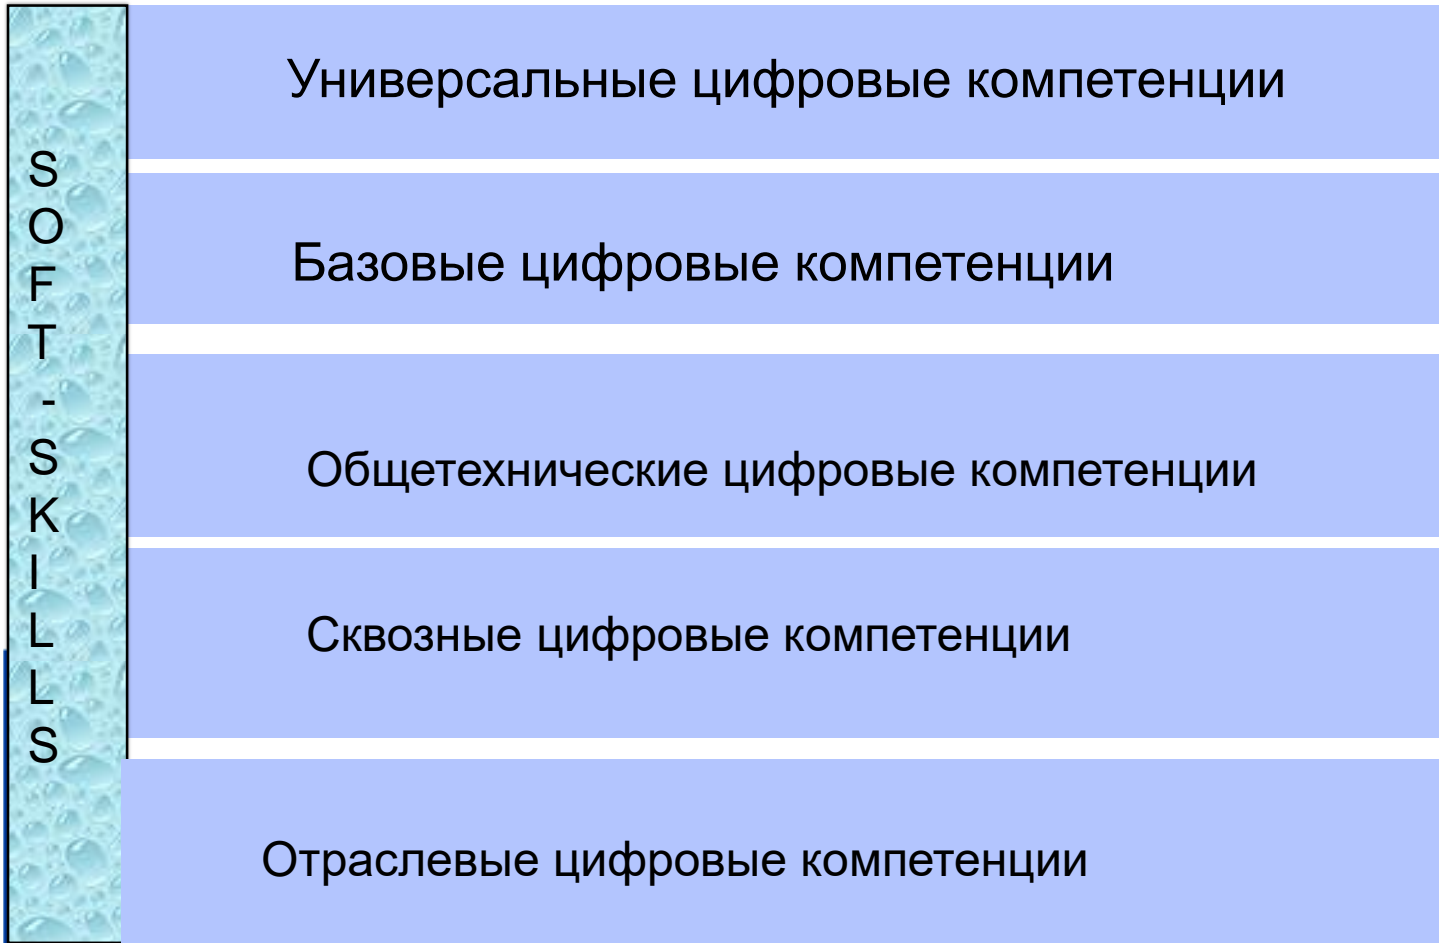 SOFT-SKILLS
Универсальные цифровые компетенции
Базовые цифровые компетенции
Общетехнические цифровые компетенции
Сквозные цифровые компетенции
Отраслевые цифровые компетенции